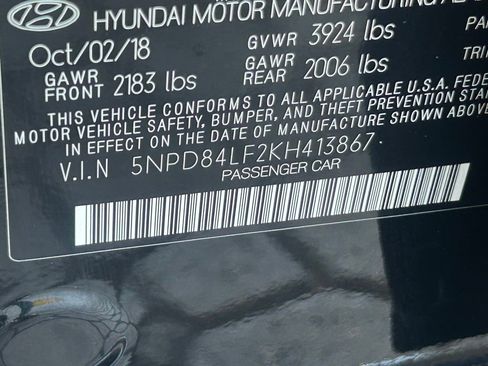 HYUNDAI MOTOR MANUFACTURING
Oct/02/18
GVWR 3924 lbs
GAWR FRONT 2183 lbs
GAWR REAR 2006 lbs
THIS VEHICLE CONFORMS TO ALL APPLICABLE U.S.A. FEDE
MOTOR VEHICLE SAFETY, BUMPER, AND THEFT PREVENTION STAN
IN EFFECT ON THE DATE OF MANUFACTURE SHOWN ABOVE.
V.I.N 5NPD84LF2KH413867
PASSENGER CAR